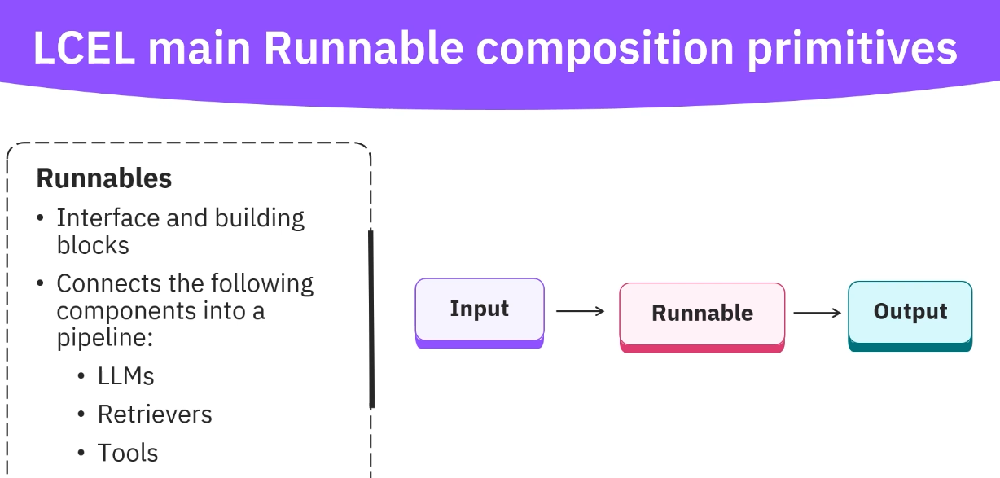 LCEL main Runnable composition primitives
Runnables
• Interface and building
blocks
• Connects the following
components into a
pipeline:
• LLMs
• Retrievers
• Tools
Input
Runnable
Output